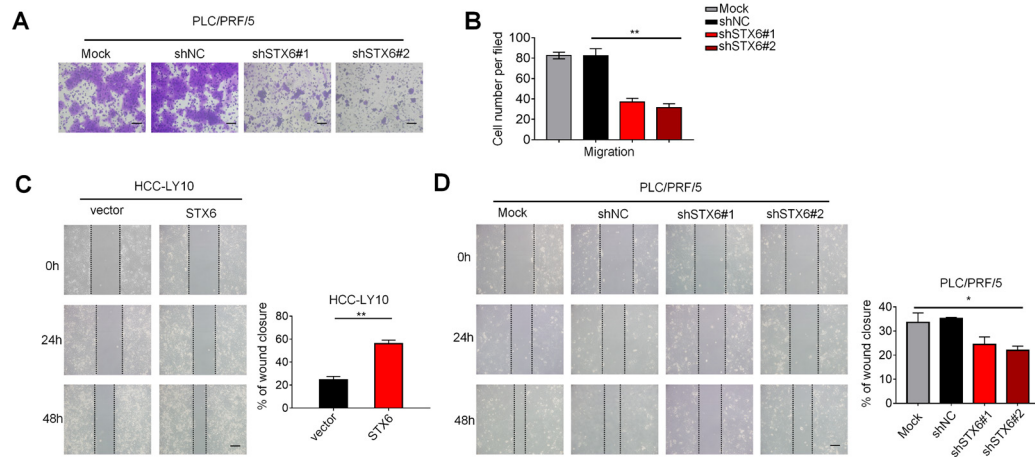 A
PLC/PRF/5
Mock shNC shSTX6#1 shSTX6#2
B
Cell number per filed
100
80
60
40
20
0
**
Migration
Mock
shNC
shSTX6#1
shSTX6#2
C
HCC-LY10
vector STX6
0h
24h
48h
HCC-LY10
% of wound closure
80
60
40
20
0
**
vector
STX6
D
PLC/PRF/5
Mock shNC shSTX6#1 shSTX6#2
0h
24h
48h
PLC/PRF/5
% of wound closure
40
30
20
10
0
*
Mock
shNC
shSTX6#1
shSTX6#2